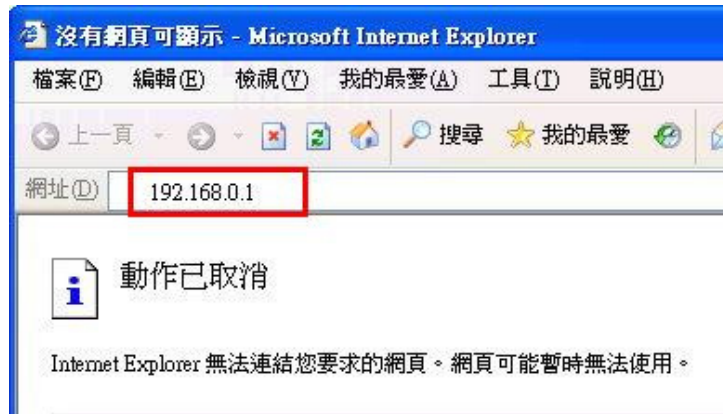 沒有網頁可顯示 - Microsoft Internet Explorer
檔案(F) 編輯(E) 檢視(V) 我的最愛(A) 工具(T) 說明(H)
上一頁 搜尋 我的最愛
網址(D) 192.168.0.1
動作已取消
Internet Explorer 無法連結您要求的網頁。網頁可能暫時無法使用。